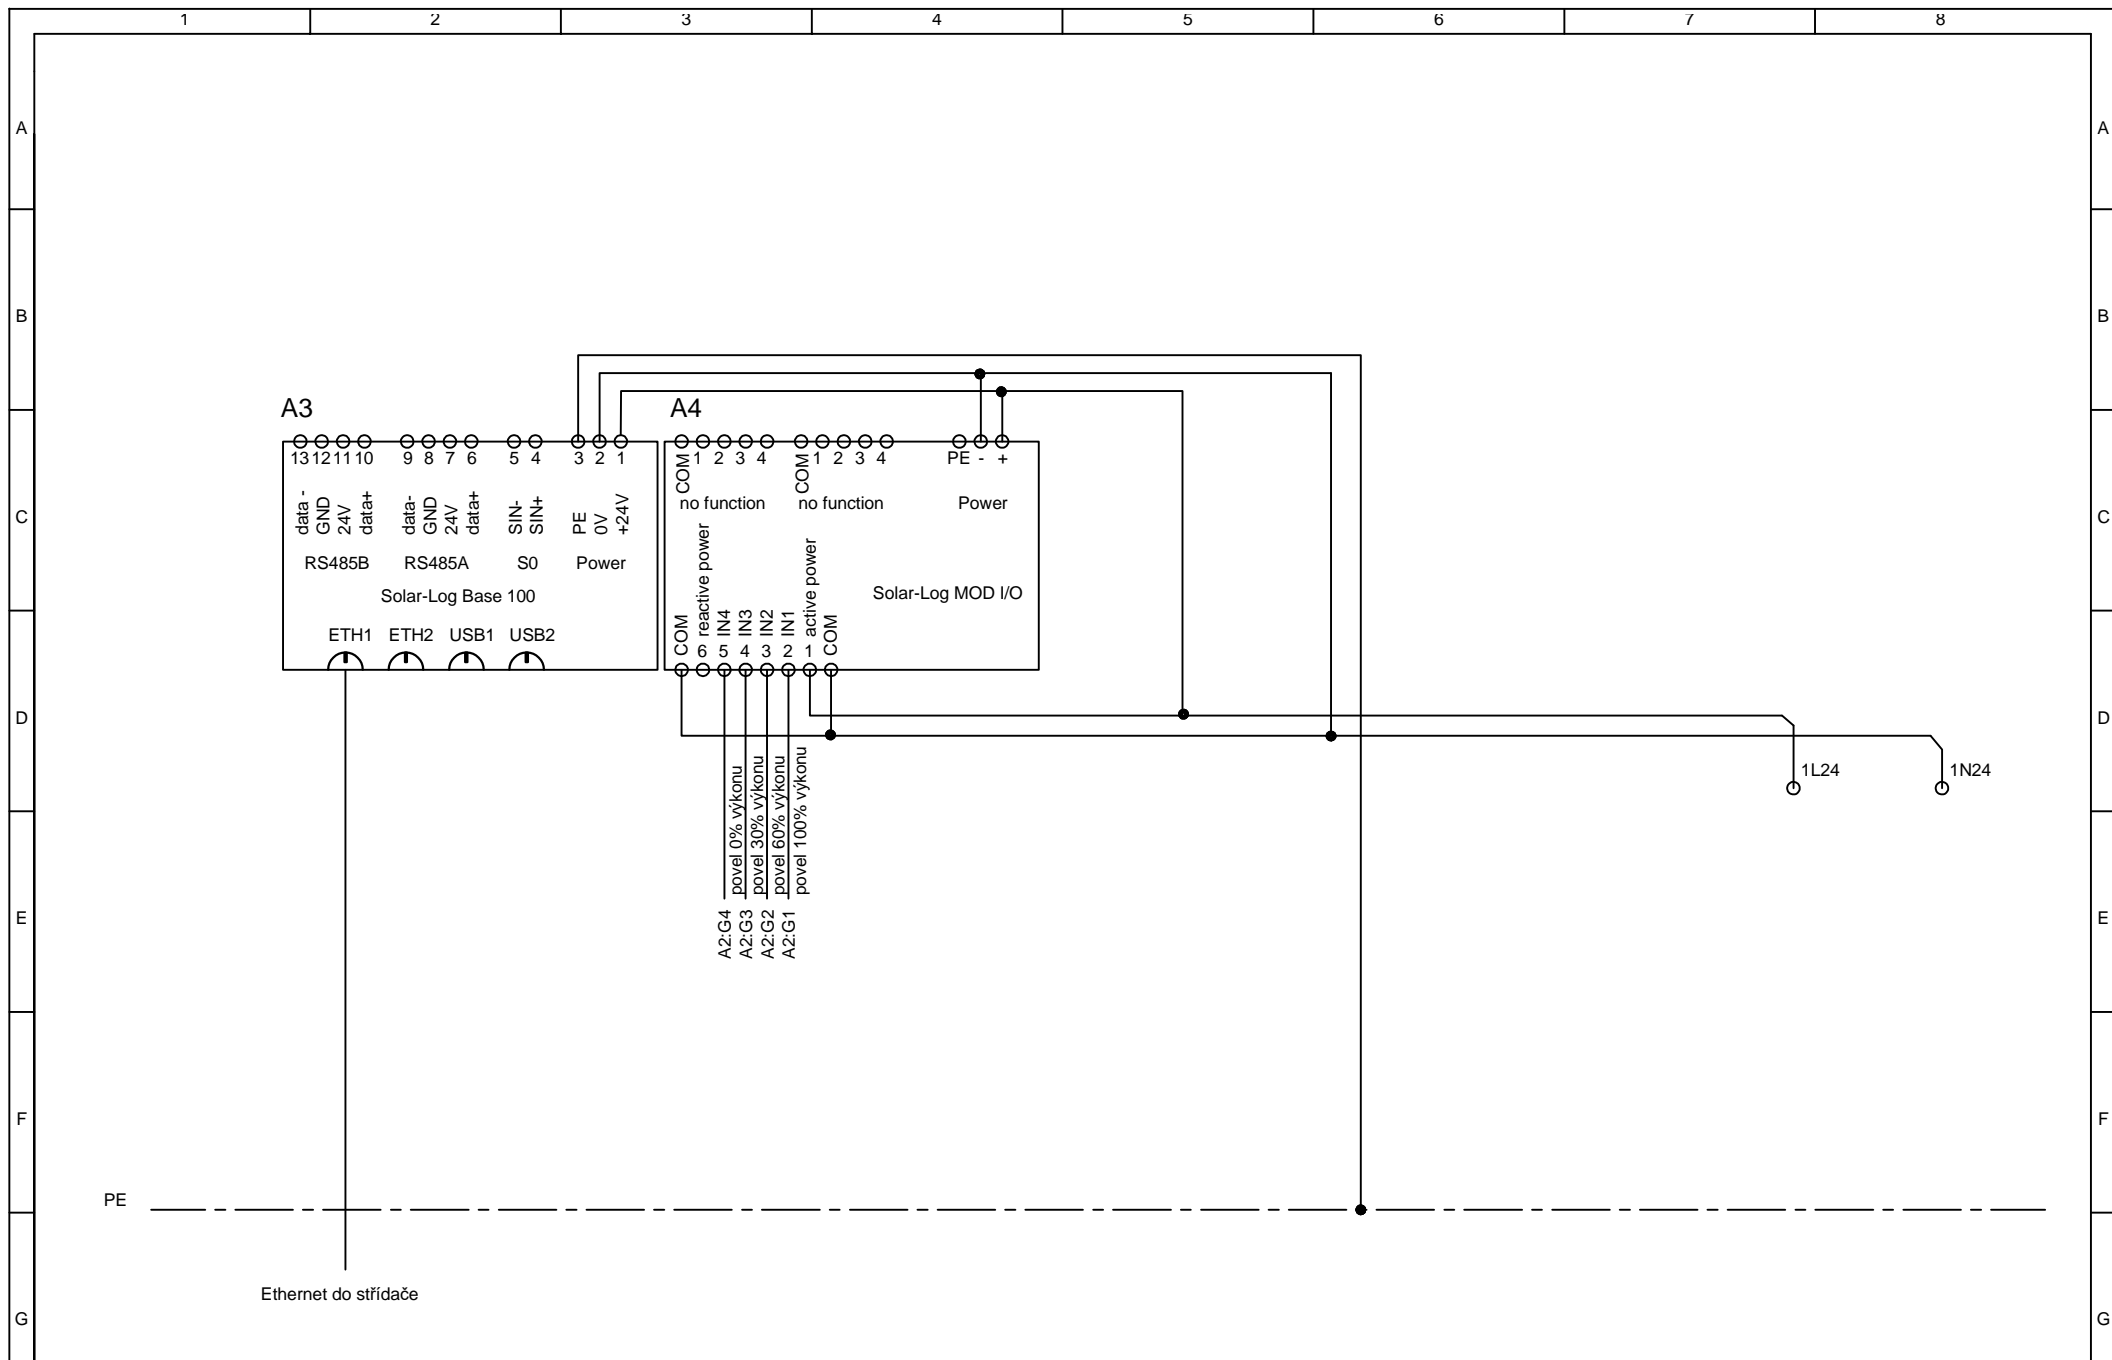 1 2 3 4 5 6 7 8
A A
B B
A3 A4
13 12 11 10 9 8 7 6 5 4 3 2 1
COM 1 2 3 4 COM 1 2 3 4 PE - +
data - GND 24V data+ data- GND 24V data+ SIN- SIN+ PE 0V +24V
no function no function Power
C C
RS485B RS485A S0 Power
Solar-Log Base 100
Solar-Log MOD I/O
ETH1 ETH2 USB1 USB2
COM reactive power IN4 IN3 IN2 IN1 active power COM
6 5 4 3 2 1
D D
1L24 1N24
povel 0% výkonu
povel 30% výkonu
povel 60% výkonu
povel 100% výkonu
E E
A2:G4
A2:G3
A2:G2
A2:G1
F F
PE
Ethernet do střídače
G G